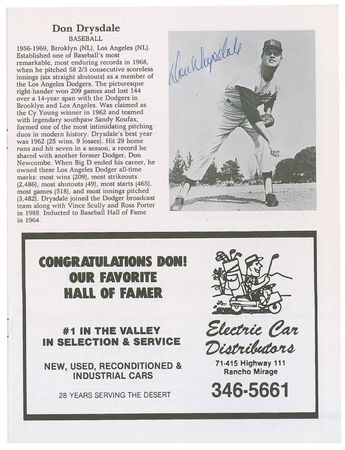 Don Drysdale
BASEBALL
1956-1969, Brooklyn (NL), Los Angeles (NL).
Established one of Baseball's most
remarkable, most enduring records in 1968,
when he pitched 58 2/3 consecutive scoreless
innings (six straight shutouts) as a member of
the Los Angeles Dodgers. The picturesque
right-hander won 209 games and lost 144
over a 14-year span with the Dodgers in
Brooklyn and Los Angeles. Was claimed as
the Cy Young winner in 1962 and teamed
with legendary southpaw Sandy Koufax,
formed one of the most intimidating pitching
duos in modern history. Drysdale's best year
was 1962 (25 wins, 9 losses). Hit 29 home
runs and hit seven in a season, a record he
shared with another former Dodger, Don
Newcombe. When Big D ended his career, he
owned these Los Angeles Dodger all-time
marks: most wins (209), most strikeouts
(2,486), most shutouts (49), most starts (465),
most games (518), and most innings pitched
(3,482). Drysdale joined the Dodger broadcast
team along with Vince Scully and Ross Porter
in 1988. Inducted to Baseball Hall of Fame
in 1964.
Don Drysdale
CONGRATULATIONS DON!
OUR FAVORITE
HALL OF FAMER
#1 IN THE VALLEY
IN SELECTION & SERVICE
NEW, USED, RECONDITIONED &
INDUSTRIAL CARS
28 YEARS SERVING THE DESERT
Electric Car
Distributors
71-415 Highway 111
Rancho Mirage
346-5661